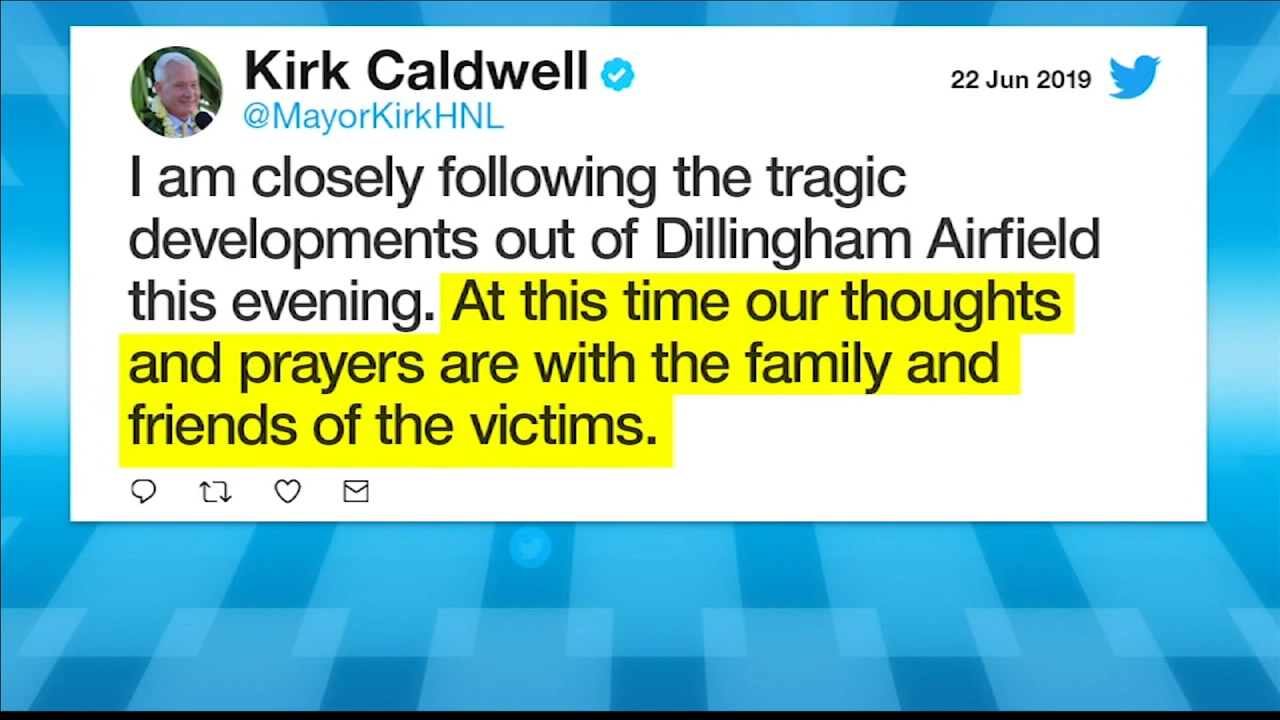 Kirk Caldwell
@MayorKirkHNL
22 Jun 2019
I am closely following the tragic
developments out of Dillingham Airfield
this evening. At this time our thoughts
and prayers are with the family and
friends of the victims.